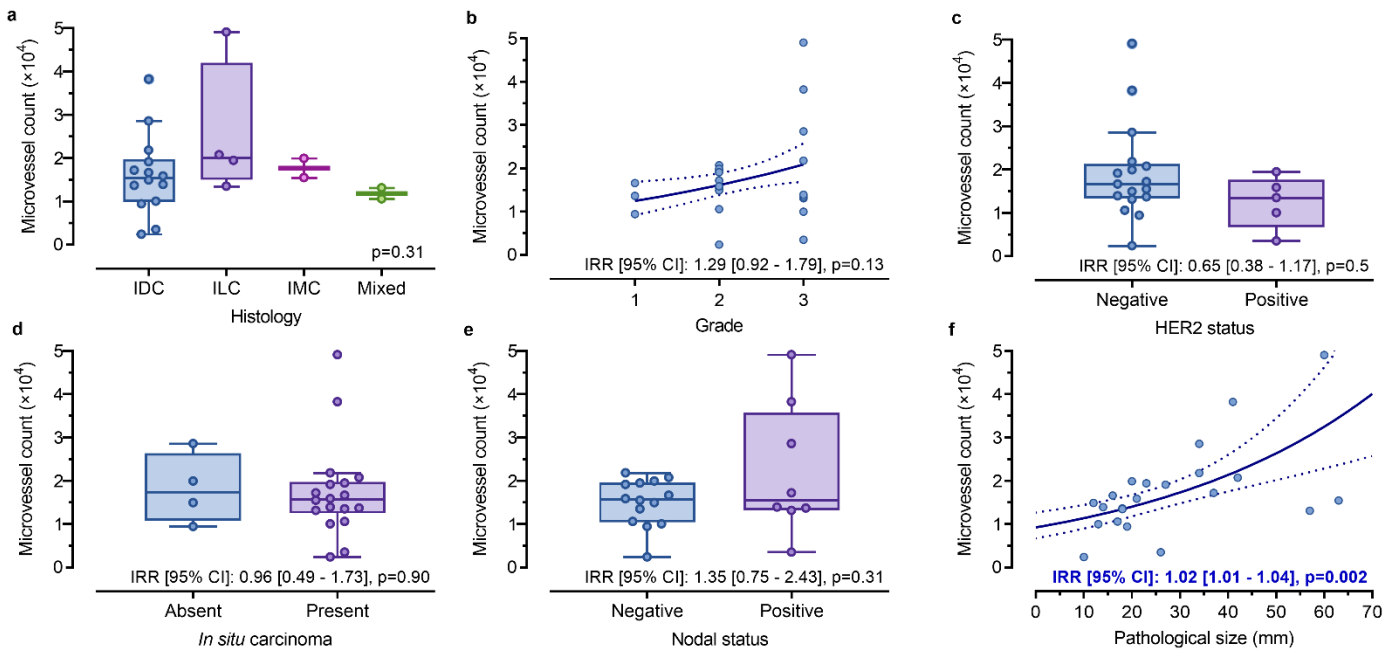 a
Microvessel count (×10⁴)
5
4
3
2
1
0
p=0.31
IDC ILC IMC Mixed
Histology
b
Microvessel count (×10⁴)
5
4
3
2
1
0
IRR [95% CI]: 1.29 [0.92 - 1.79], p=0.13
1 2 3
Grade
c
Microvessel count (×10⁴)
5
4
3
2
1
0
IRR [95% CI]: 0.65 [0.38 - 1.17], p=0.5
Negative Positive
HER2 status
d
Microvessel count (×10⁴)
5
4
3
2
1
0
IRR [95% CI]: 0.96 [0.49 - 1.73], p=0.90
Absent Present
In situ carcinoma
e
Microvessel count (×10⁴)
5
4
3
2
1
0
IRR [95% CI]: 1.35 [0.75 - 2.43], p=0.31
Negative Positive
Nodal status
f
Microvessel count (×10⁴)
5
4
3
2
1
0
IRR [95% CI]: 1.02 [1.01 - 1.04], p=0.002
0 10 20 30 40 50 60 70
Pathological size (mm)